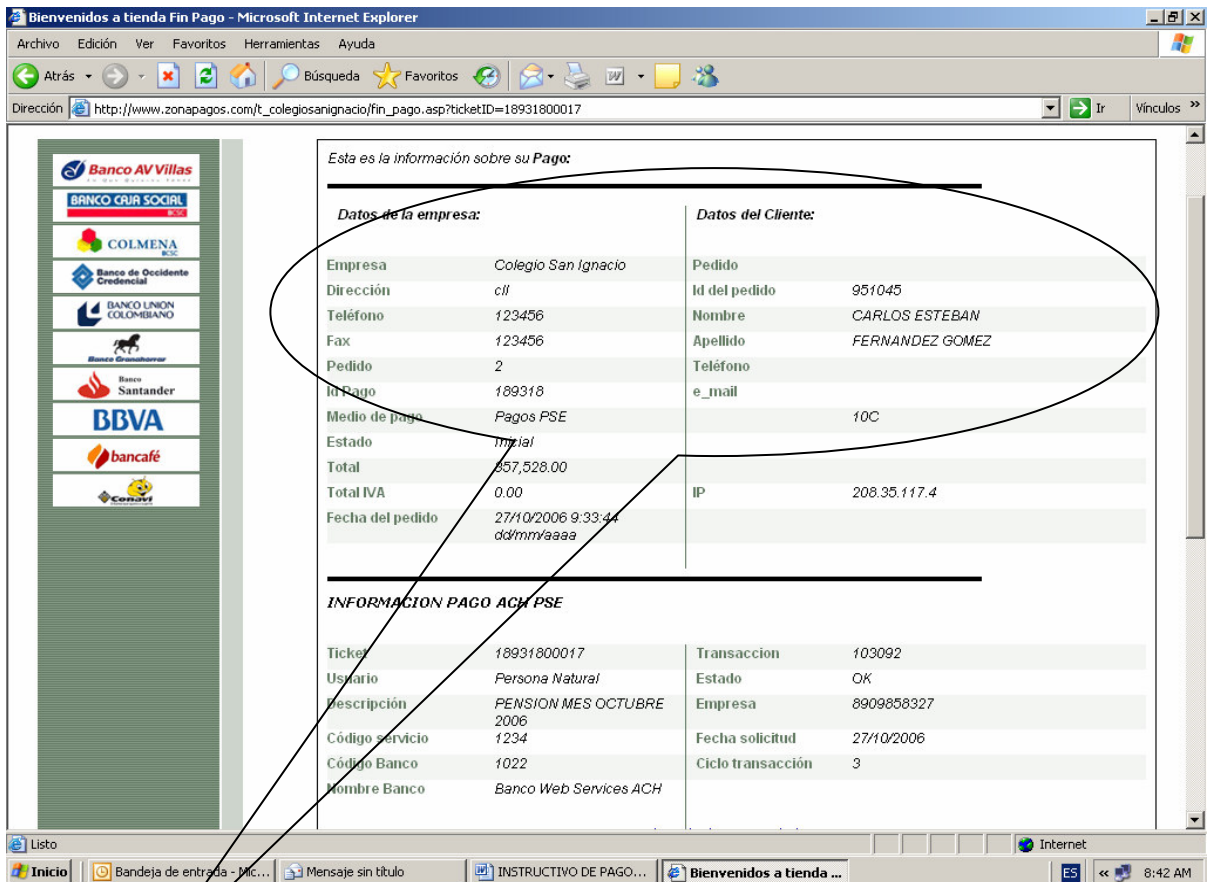 Bienvenidos a tienda Fin Pago - Microsoft Internet Explorer
Archivo Edición Ver Favoritos Herramientas Ayuda
Atrás Búsqueda Favoritos
Dirección http://www.zonapagos.com/t_colegiosanignacio/fin_pago.asp?ticketID=18931800017 Ir Vínculos »
Banco AV Villas
BANCO CAJA SOCIAL
BCSC
COLMENA
BCSC
Banco de Occidente
Credencial
BANCO UNION
COLOMBIANO
Banco Granahorrar
Banco
Santander
BBVA
bancafé
Conavi
Esta es la información sobre su Pago:
Datos de la empresa: Datos del Cliente:
Empresa Colegio San Ignacio Pedido
Dirección cll Id del pedido 951045
Teléfono 123456 Nombre CARLOS ESTEBAN
Fax 123456 Apellido FERNANDEZ GOMEZ
Pedido 2 Teléfono
Id Pago 189318 e_mail
Medio de pago Pagos PSE 10C
Estado Inicial
Total 857,528.00
Total IVA 0.00 IP 208.35.117.4
Fecha del pedido 27/10/2006 9:33:44
dd/mm/aaaa
INFORMACION PAGO ACH PSE
Ticket 18931800017 Transaccion 103092
Usuario Persona Natural Estado OK
Descripción PENSION MES OCTUBRE
2006 Empresa 8909858327
Código servicio 1234 Fecha solicitud 27/10/2006
Código Banco 1022 Ciclo transacción 3
Nombre Banco Banco Web Services ACH
Listo Internet
Inicio Bandeja de entrada - Mic... Mensaje sin título INSTRUCTIVO DE PAGO... Bienvenidos a tienda ... ES « 8:42 AM